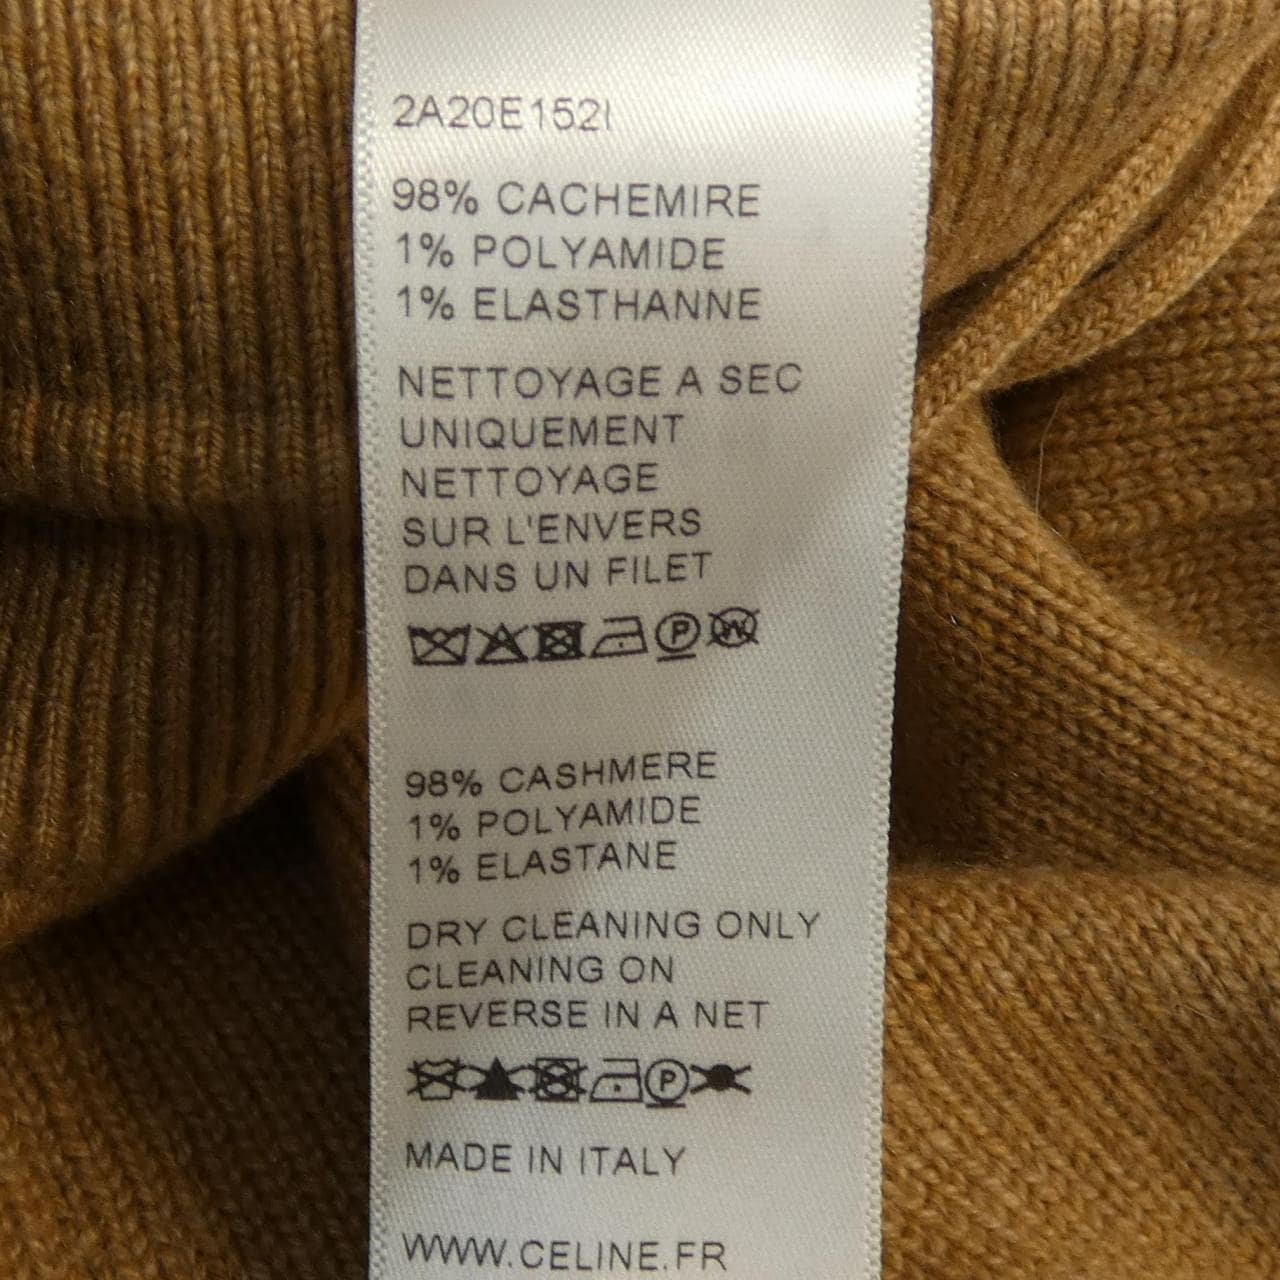 2A20E152I
98% CACHEMIRE
1% POLYAMIDE
1% ELASTHANNE
NETTOYAGE A SEC
UNIQUEMENT
NETTOYAGE
SUR L'ENVERS
DANS UN FILET
P W
98% CASHMERE
1% POLYAMIDE
1% ELASTANE
DRY CLEANING ONLY
CLEANING ON
REVERSE IN A NET
P
MADE IN ITALY
WWW.CELINE.FR